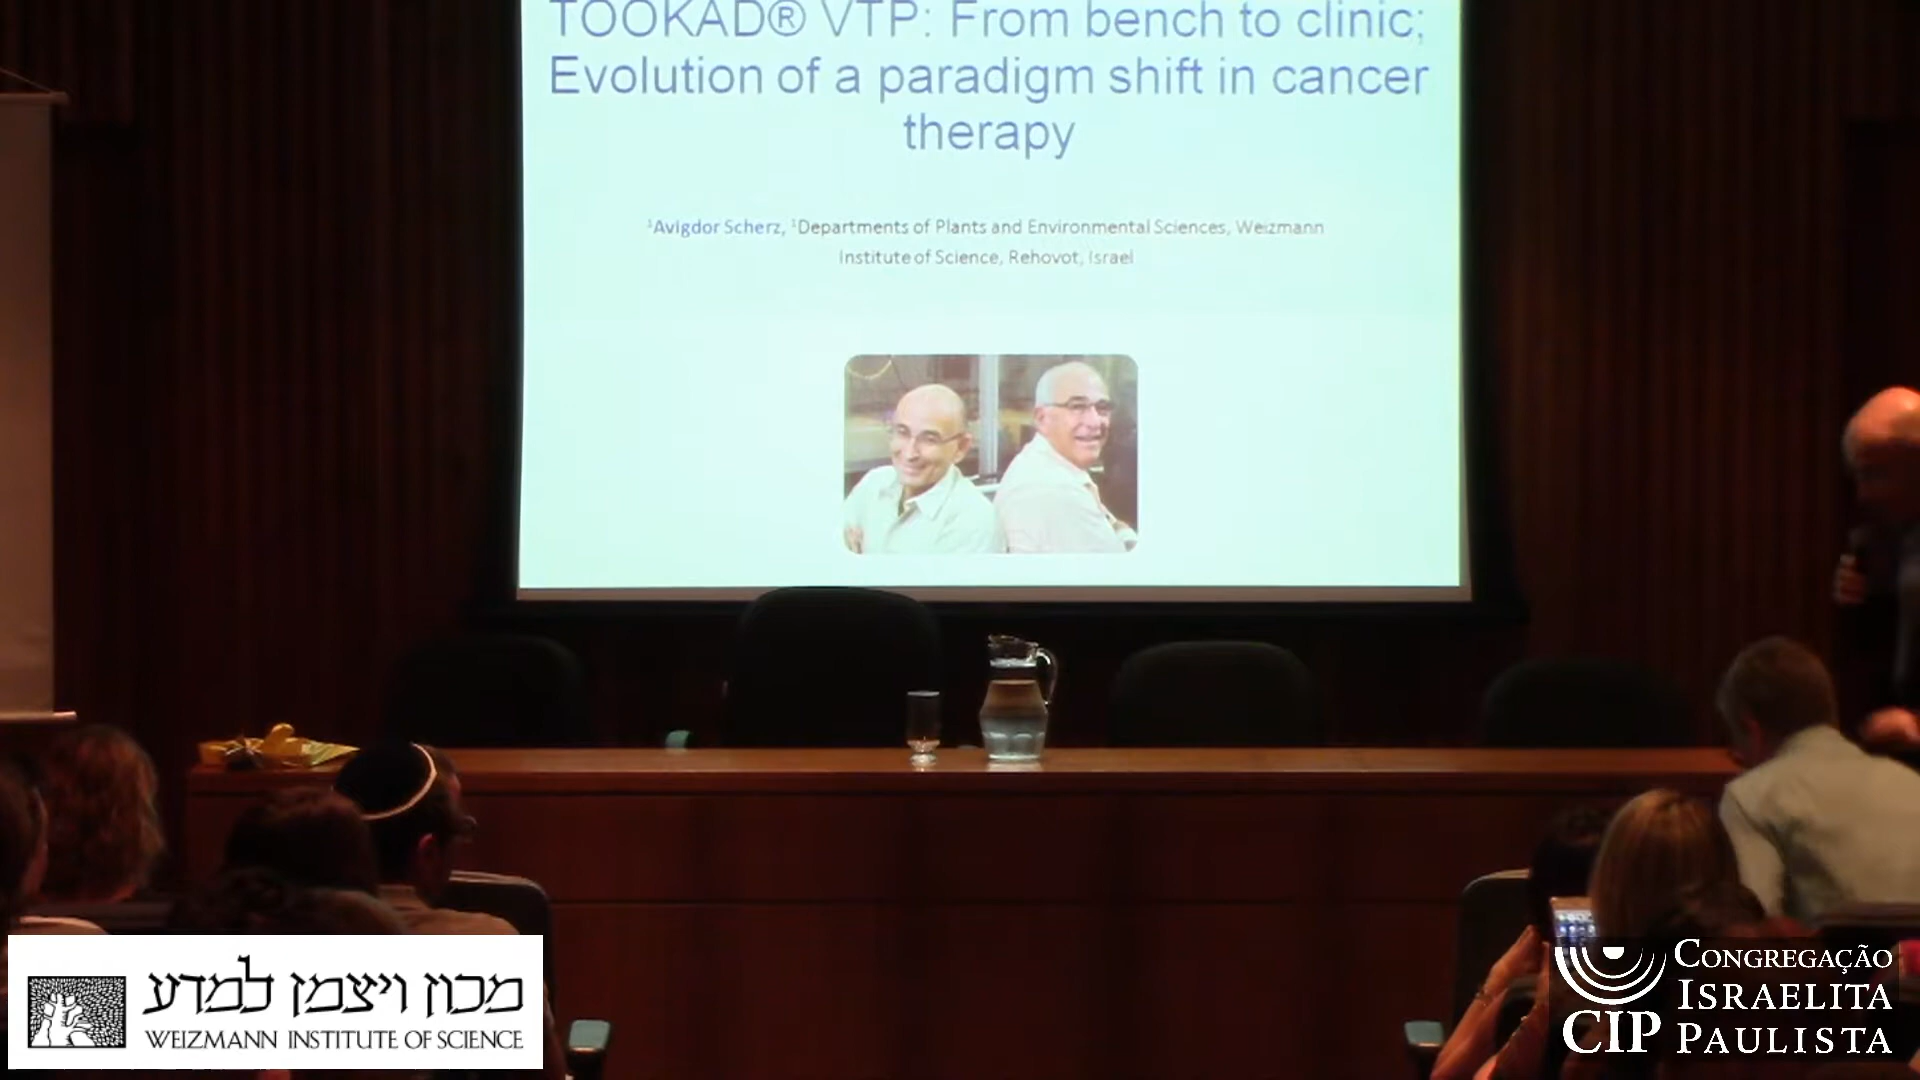 TOOKAD® VTP: From bench to clinic;
Evolution of a paradigm shift in cancer
therapy
¹Avigdor Scherz, ¹Departments of Plants and Environmental Sciences, Weizmann
Institute of Science, Rehovot, Israel
מכון ויצמן למדע
WEIZMANN INSTITUTE OF SCIENCE
CONGREGAÇÃO
ISRAELITA
CIP PAULISTA